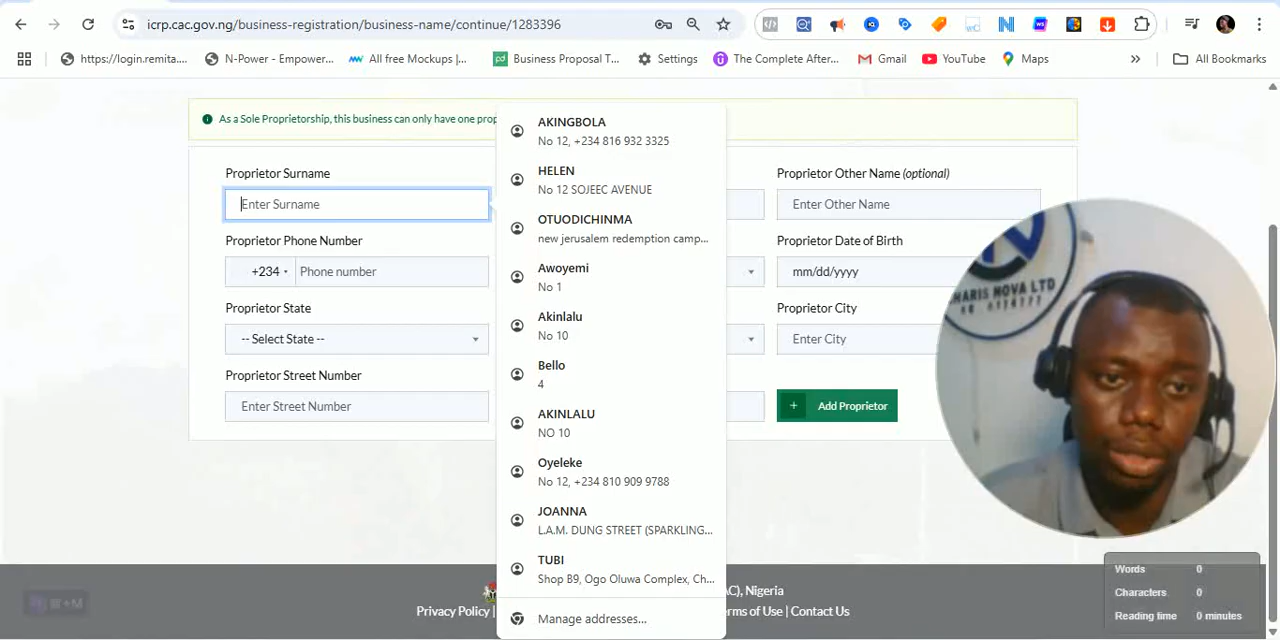 icrp.cac.gov.ng/business-registration/business-name/continue/1283396
https://login.remita...
N-Power - Empower...
All free Mockups |...
Business Proposal T...
Settings
The Complete After...
Gmail
YouTube
Maps
»
All Bookmarks
As a Sole Proprietorship, this business can only have one prop
Proprietor Surname
Enter Surname
Proprietor Other Name (optional)
Enter Other Name
Proprietor Phone Number
+234
Phone number
Proprietor Date of Birth
mm/dd/yyyy
Proprietor State
-- Select State --
Proprietor City
Enter City
Proprietor Street Number
Enter Street Number
+ Add Proprietor
AKINGBOLA
No 12, +234 816 932 3325
HELEN
No 12 SOJEEC AVENUE
OTUODICHINMA
new jerusalem redemption camp...
Awoyemi
No 1
Akinlalu
No 10
Bello
4
AKINLALU
NO 10
Oyeleke
No 12, +234 810 909 9788
JOANNA
L.A.M. DUNG STREET (SPARKLING...
TUBI
Shop B9, Ogo Oluwa Complex, Ch...
Manage addresses...
AC), Nigeria
Privacy Policy |
rms of Use | Contact Us
HARIS NOVA LTD
Words 0
Characters 0
Reading time 0 minutes